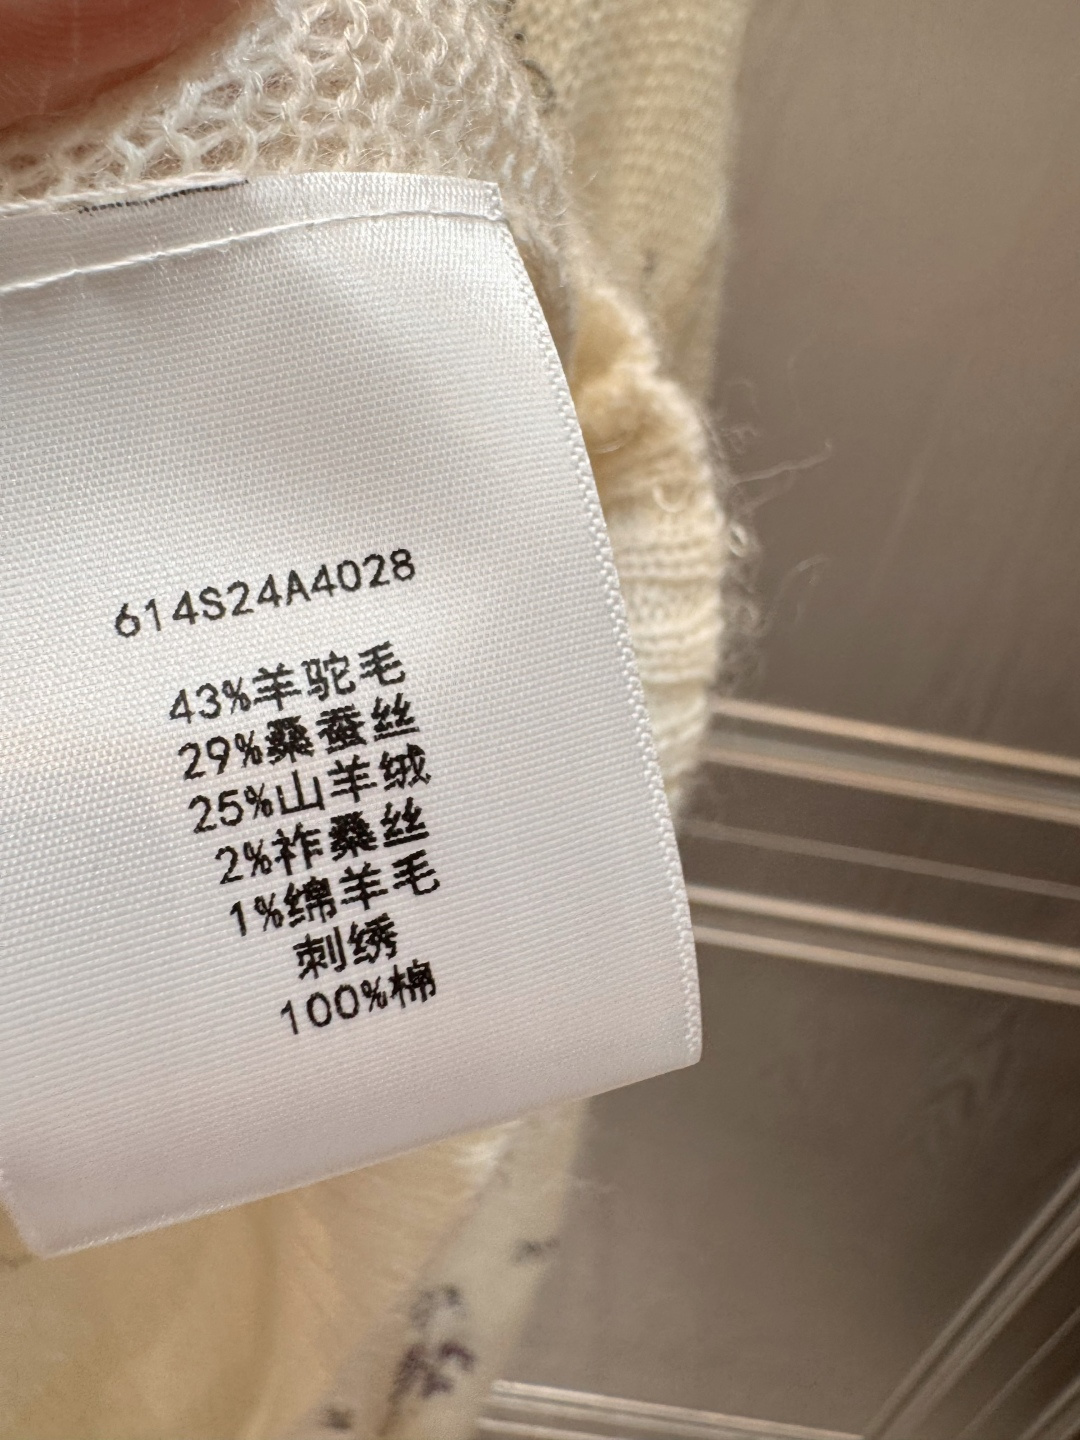 614S24A4028
43%羊驼毛
29%桑蚕丝
25%山羊绒
2%柞桑丝
1%绵羊毛
刺绣
100%棉